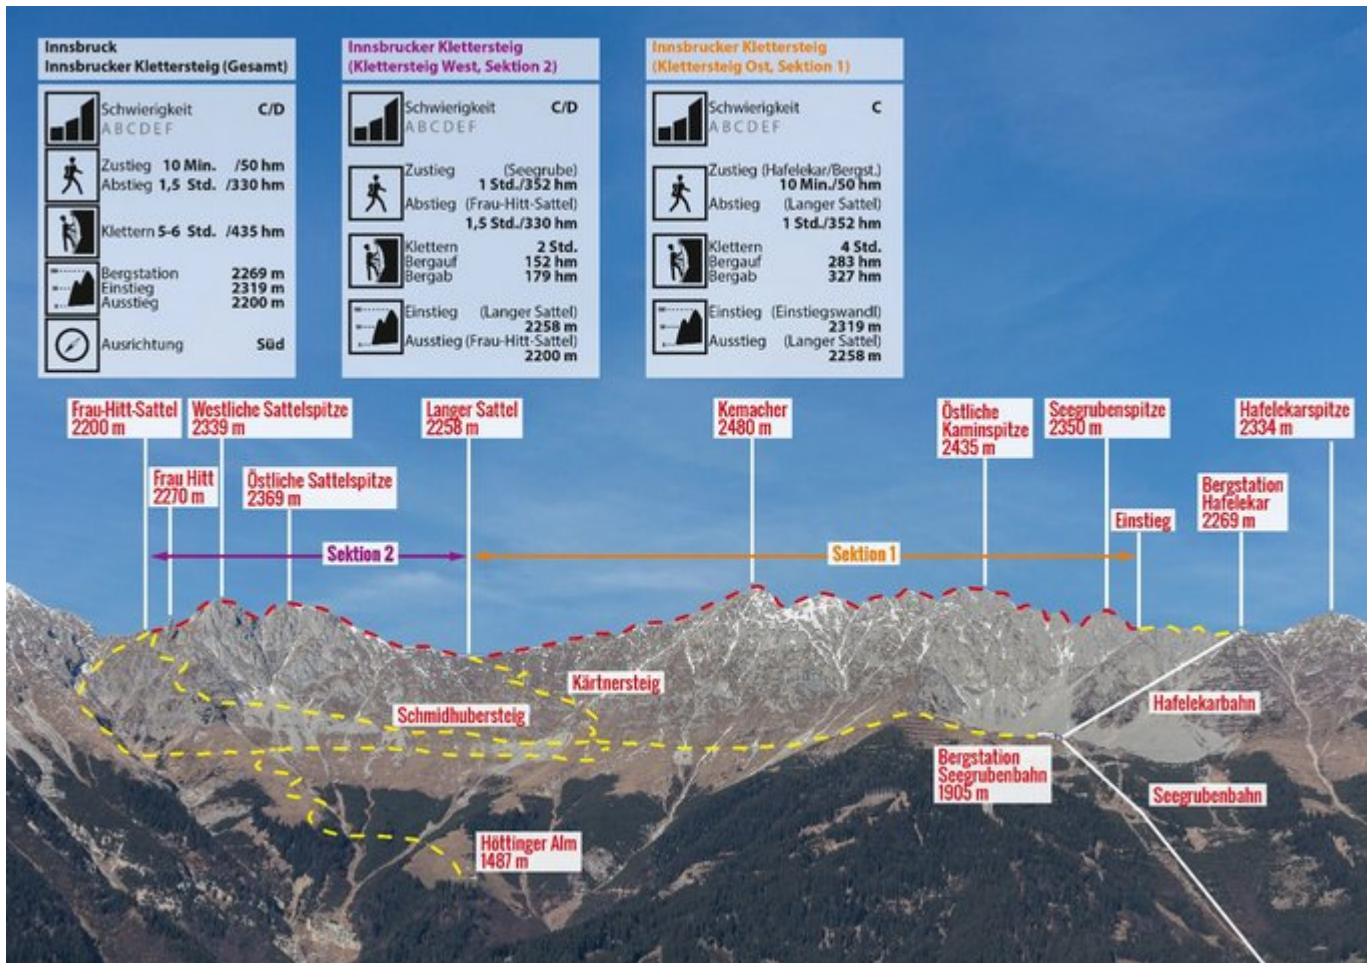 Innsbruck
Innsbrucker Klettersteig (Gesamt)
Schwierigkeit C/D
A B C D E F
Zustieg 10 Min. /50 hm
Abstieg 1,5 Std. /330 hm
Klettern 5-6 Std. /435 hm
Bergstation 2269 m
Einstieg 2319 m
Ausstieg 2200 m
Ausrichtung Süd
Innsbrucker Klettersteig
(Klettersteig West, Sektion 2)
Schwierigkeit C/D
A B C D E F
Zustieg (Seegrube)
1 Std./352 hm
Abstieg (Frau-Hitt-Sattel)
1,5 Std./330 hm
Klettern 2 Std.
Bergauf 152 hm
Bergab 179 hm
Einstieg (Langer Sattel)
2258 m
Ausstieg (Frau-Hitt-Sattel)
2200 m
Innsbrucker Klettersteig
(Klettersteig Ost, Sektion 1)
Schwierigkeit C
A B C D E F
Zustieg (Hafelekar/Bergst.)
10 Min./50 hm
Abstieg (Langer Sattel)
1 Std./352 hm
Klettern 4 Std.
Bergauf 283 hm
Bergab 327 hm
Einstieg (Einstiegswandl)
2319 m
Ausstieg (Langer Sattel)
2258 m
Frau-Hitt-Sattel
2200 m
Westliche Sattelspitze
2339 m
Langer Sattel
2258 m
Kemacher
2480 m
Östliche
Kaminspitze
2435 m
Seegrubenspitze
2350 m
Hafelekarspitze
2334 m
Frau Hitt
2270 m
Östliche Sattelspitze
2369 m
Bergstation
Hafelekar
2269 m
Einstieg
Sektion 2
Sektion 1
Kärtnersteig
Schmidhubersteig
Hafelekarbahn
Bergstation
Seegrubenbahn
1905 m
Seegrubenbahn
Höttinger Alm
1487 m